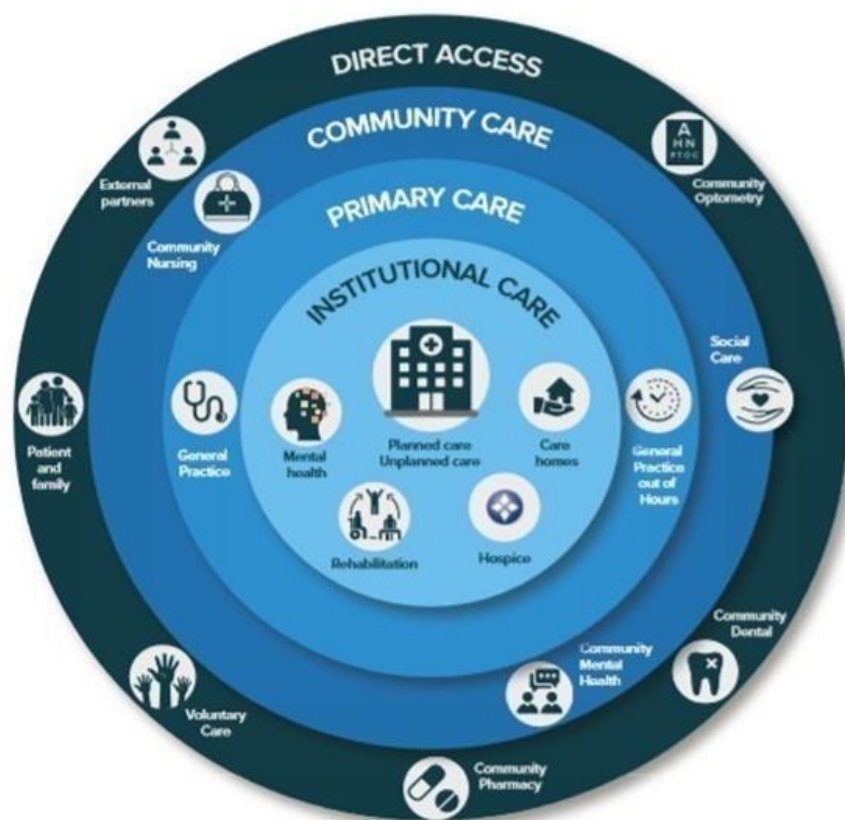 DIRECT ACCESS
COMMUNITY CARE
PRIMARY CARE
INSTITUTIONAL CARE
External
partners
Community
Nursing
A
H N
P T O C
Community
Optometry
Patient
and
family
General
Practice
Mental
health
Planned care
Unplanned care
Care
homes
General
Practice
out of
Hours
Social
Care
Rehabilitation
Hospice
Voluntary
Care
Community
Mental
Health
Community
Dental
Community
Pharmacy